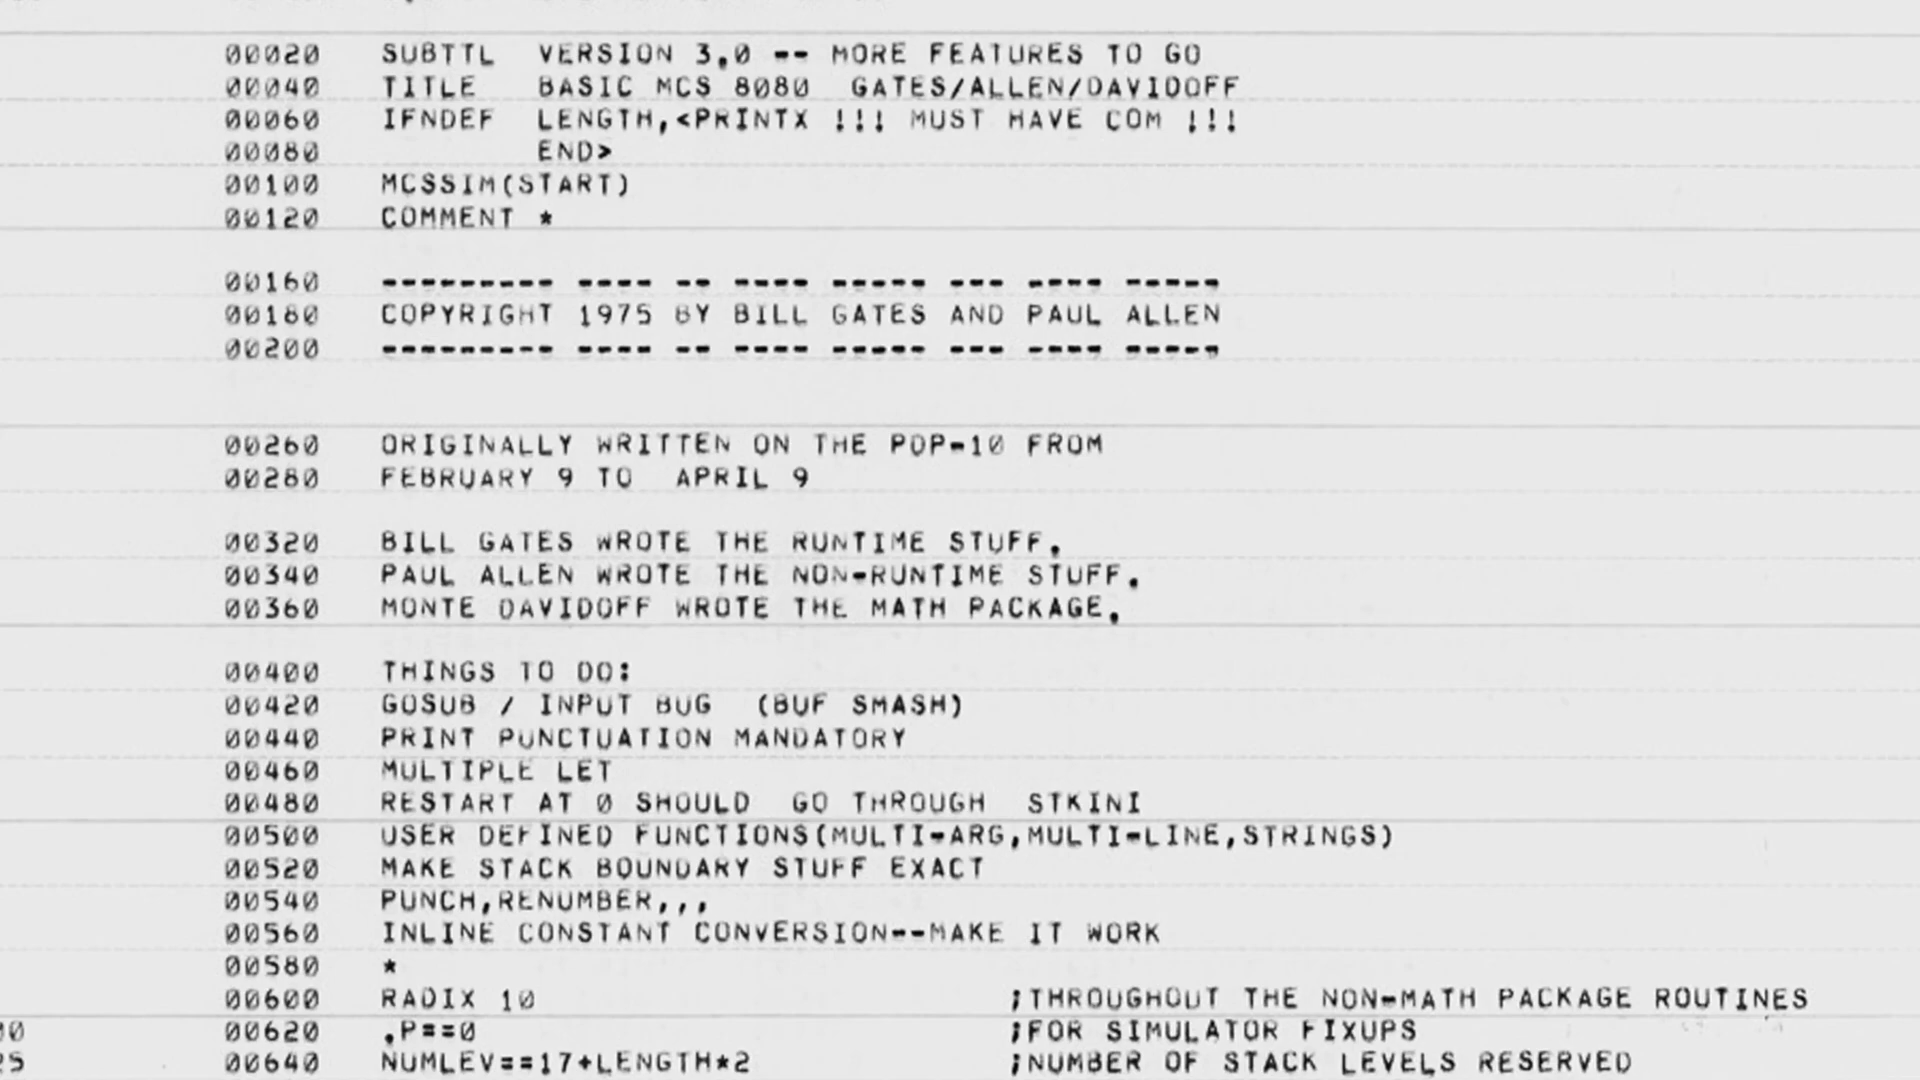 00020 SUBTTL VERSION 3.0 -- MORE FEATURES TO GO
00040 TITLE BASIC MCS 8080 GATES/ALLEN/DAVIDOFF
00060 IFNDEF LENGTH,<PRINTX !!! MUST HAVE COM !!!
00080 END>
00100 MCSSIM(START)
00120 COMMENT *
00160 --------- ---- -- ---- ----- --- ---- -----
00180 COPYRIGHT 1975 BY BILL GATES AND PAUL ALLEN
00200 --------- ---- -- ---- ----- --- ---- -----
00260 ORIGINALLY WRITTEN ON THE PDP-10 FROM
00280 FEBRUARY 9 TO APRIL 9
00320 BILL GATES WROTE THE RUNTIME STUFF.
00340 PAUL ALLEN WROTE THE NON-RUNTIME STUFF.
00360 MONTE DAVIDOFF WROTE THE MATH PACKAGE.
00400 THINGS TO DO:
00420 GOSUB / INPUT BUG (BUF SMASH)
00440 PRINT PUNCTUATION MANDATORY
00460 MULTIPLE LET
00480 RESTART AT 0 SHOULD GO THROUGH STKINI
00500 USER DEFINED FUNCTIONS(MULTI-ARG,MULTI-LINE,STRINGS)
00520 MAKE STACK BOUNDARY STUFF EXACT
00540 PUNCH,RENUMBER,,,
00560 INLINE CONSTANT CONVERSION--MAKE IT WORK
00580 *
00600 RADIX 10 ;THROUGHOUT THE NON-MATH PACKAGE ROUTINES
00620 .P==0 ;FOR SIMULATOR FIXUPS
00640 NUMLEV==17+LENGTH*2 ;NUMBER OF STACK LEVELS RESERVED